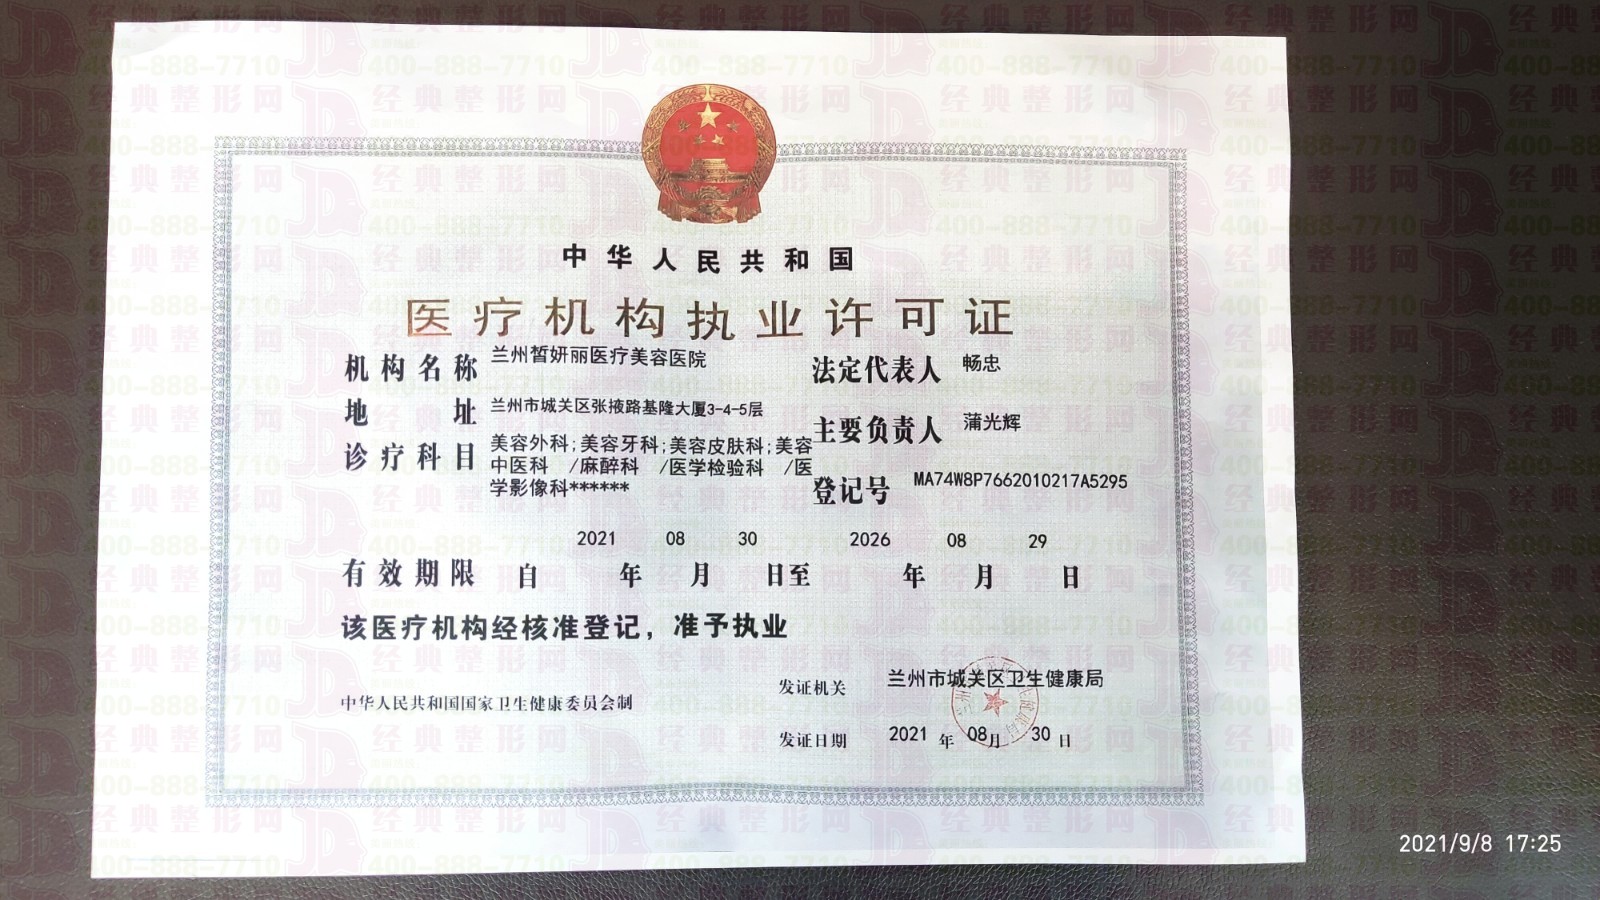 中华人民共和国
医疗机构执业许可证
机构名称 兰州皙妍丽医疗美容医院
法定代表人 畅忠
地址 兰州市城关区张掖路基隆大厦3-4-5层
主要负责人 蒲光辉
诊疗科目 美容外科;美容牙科;美容皮肤科;美容
中医科 /麻醉科 /医学检验科 /医
学影像科******
登记号 MA74W8P7662010217A5295
有效期限 自 2021 年 08 月 30 日至 2026 年 08 月 29 日
该医疗机构经核准登记，准予执业
发证机关 兰州市城关区卫生健康局
中华人民共和国国家卫生健康委员会制
发证日期 2021 年 08 月 30 日
2021/9/8 17:25
经典整形网
400-888-7710